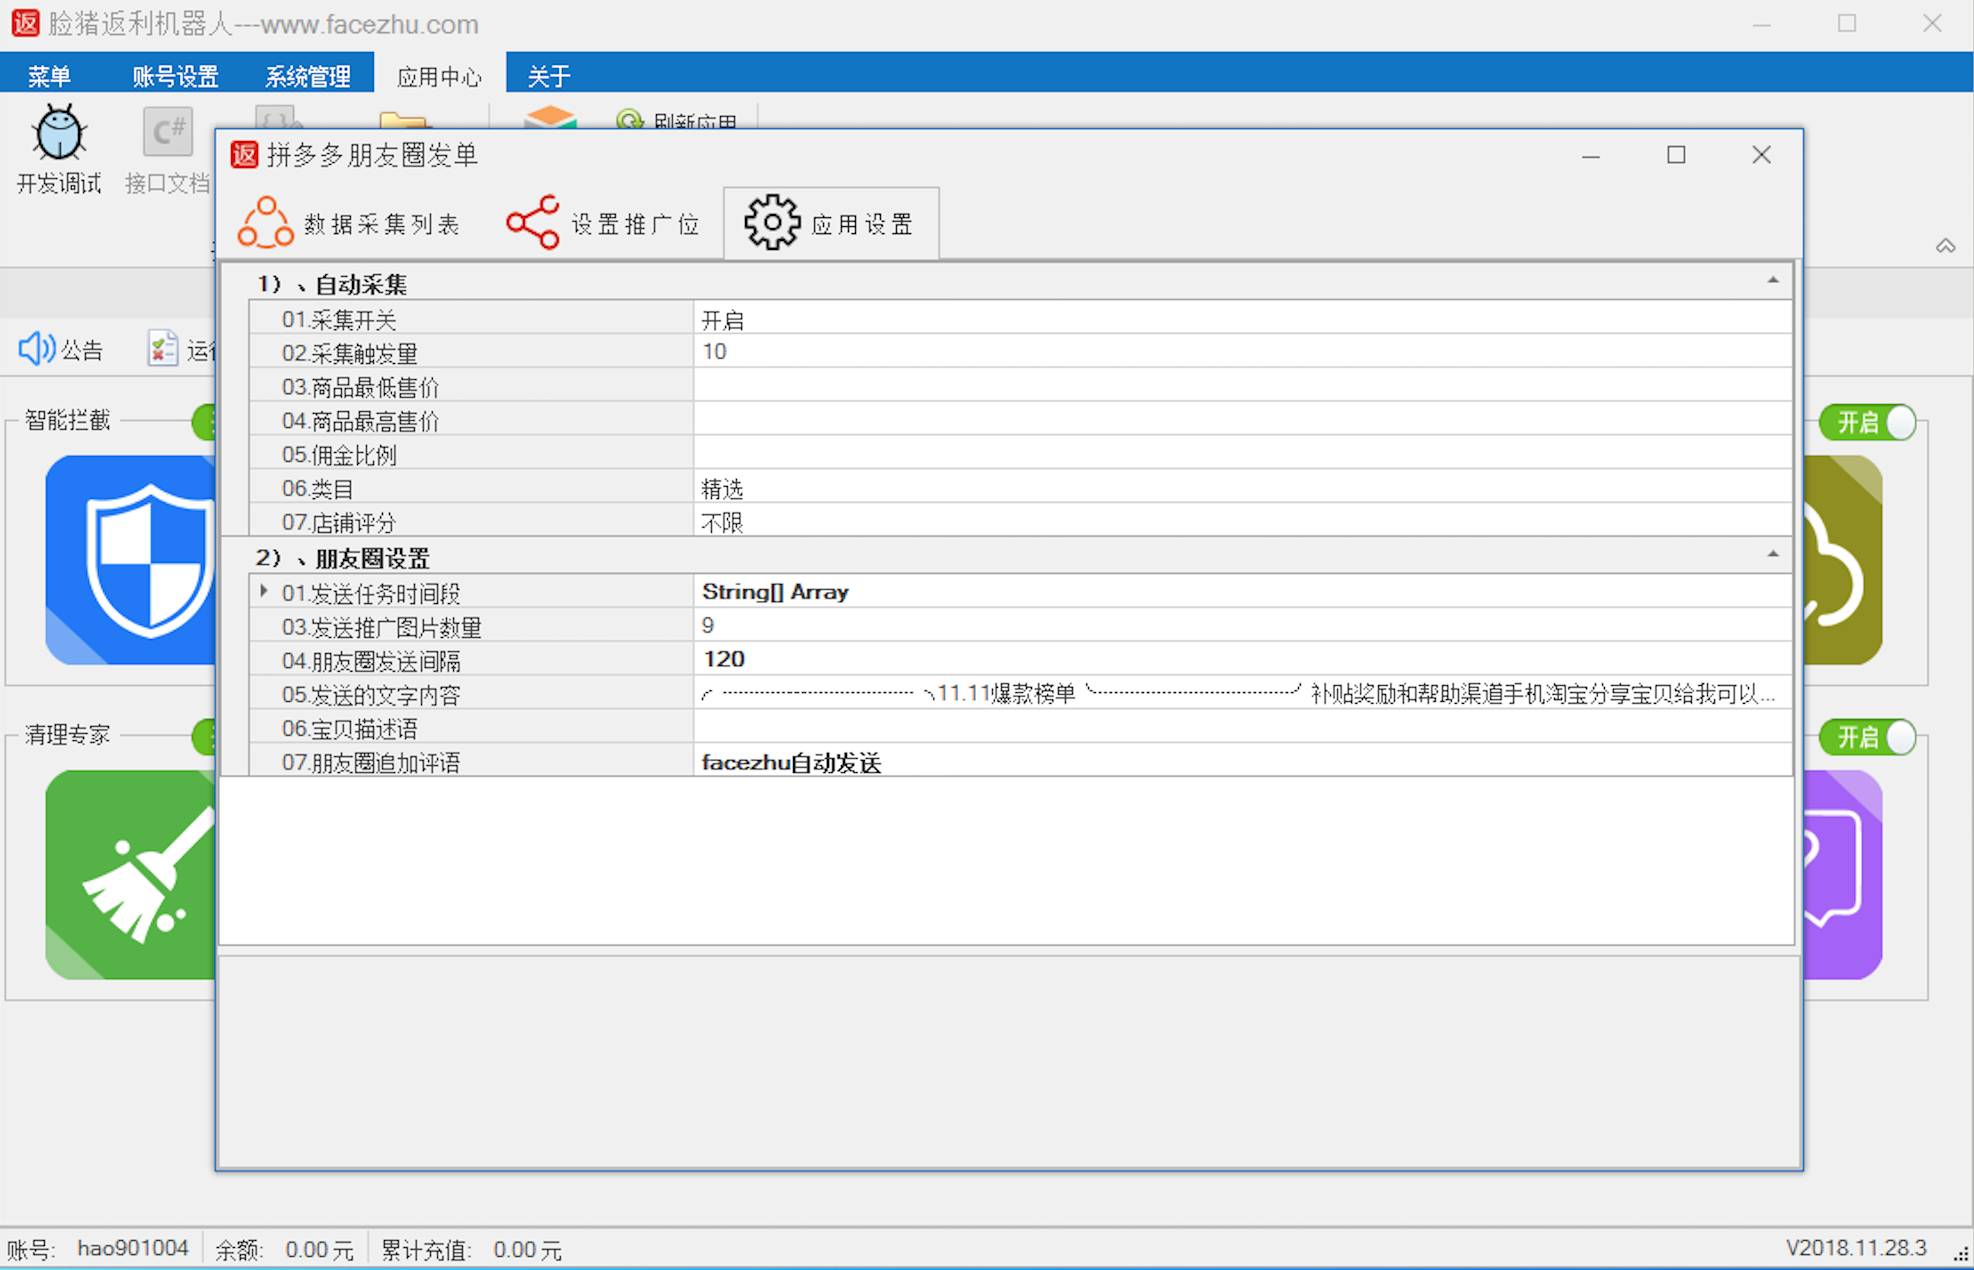 返 脸猪返利机器人---www.facezhu.com
菜单 账号设置 系统管理 应用中心 关于
C# 刷新应用
开发调试 接口文档
返 拼多多朋友圈发单
数据采集列表 设置推广位 应用设置
1）、自动采集
01.采集开关 开启
02.采集触发量 10
03.商品最低售价
04.商品最高售价
05.佣金比例
06.类目 精选
07.店铺评分 不限
2）、朋友圈设置
01.发送任务时间段 String[] Array
03.发送推广图片数量 9
04.朋友圈发送间隔 120
05.发送的文字内容 ╭┈┈┈┈┈┈┈┈┈┈┈╮11.11爆款榜单╰┈┈┈┈┈┈┈┈┈┈┈╯补贴奖励和帮助渠道手机淘宝分享宝贝给我可以...
06.宝贝描述语
07.朋友圈追加评语 facezhu自动发送
公告
智能拦截 开启
清理专家 开启
账号: hao901004 余额: 0.00 元 累计充值: 0.00 元 V2018.11.28.3